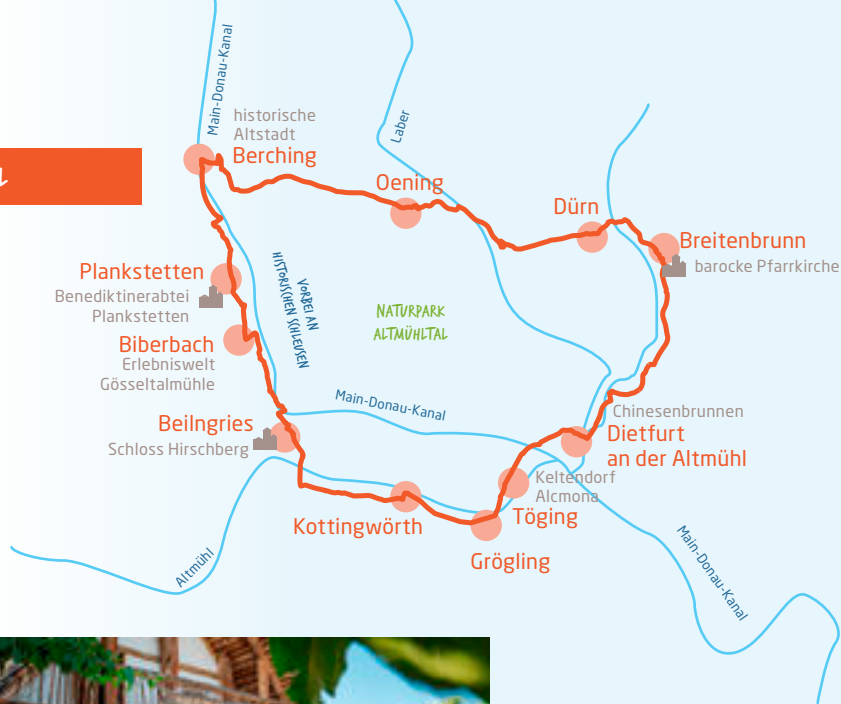 Main-Donau-Kanal
historische
Altstadt
Berching
Laber
Oening
Dürn
Breitenbrunn
barocke Pfarrkirche
Plankstetten
Benediktinerabtei
Plankstetten
VORBEI AN
HISTORISCHEN SCHLEUSEN
NATURPARK
ALTMÜHLTAL
Biberbach
Erlebniswelt
Gösseltalmühle
Main-Donau-Kanal
Beilngries
Schloss Hirschberg
Chinesenbrunnen
Dietfurt
an der Altmühl
Keltendorf
Alcmona
Töging
Kottingwörth
Grögling
Altmühl
Main-Donau-Kanal